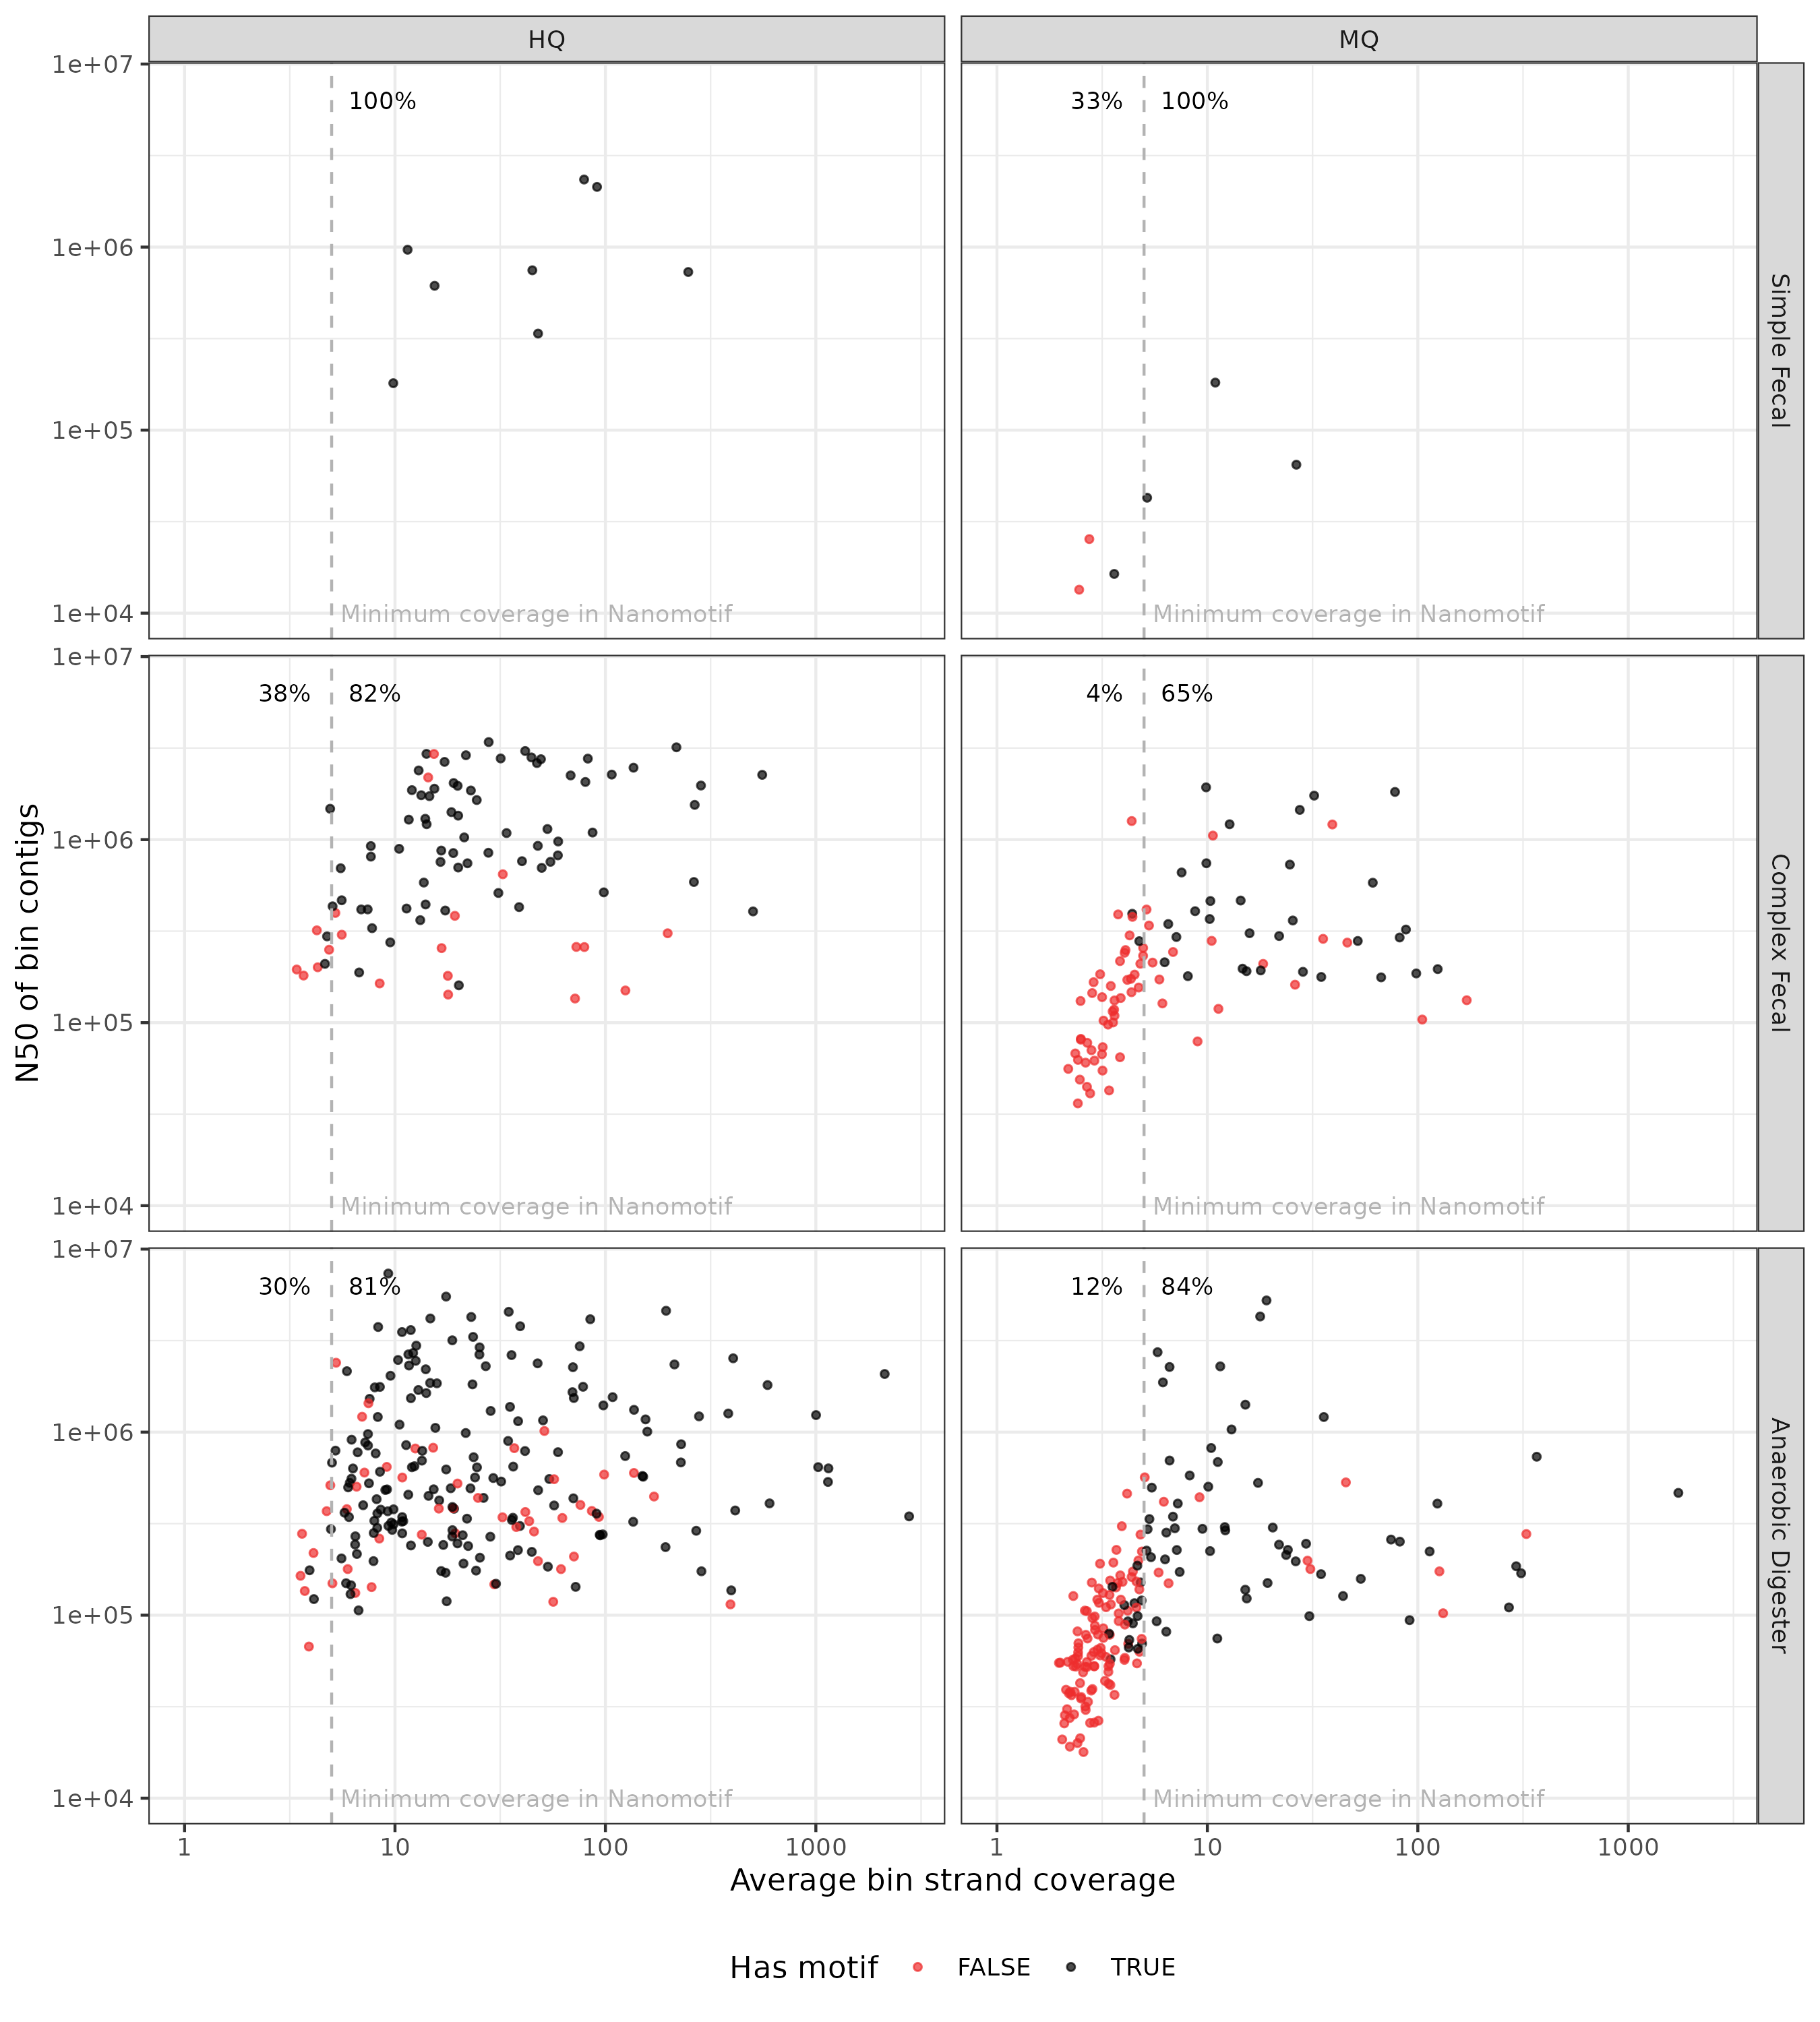 HQ
MQ
1e+07
1e+06
1e+05
1e+04
100%
33% 100%
Minimum coverage in Nanomotif
Minimum coverage in Nanomotif
Simple Fecal
1e+07
1e+06
1e+05
1e+04
38% 82%
4% 65%
Minimum coverage in Nanomotif
Minimum coverage in Nanomotif
Complex Fecal
N50 of bin contigs
1e+07
1e+06
1e+05
1e+04
30% 81%
12% 84%
Minimum coverage in Nanomotif
Minimum coverage in Nanomotif
Anaerobic Digester
1 10 100 1000
1 10 100 1000
Average bin strand coverage
Has motif FALSE TRUE